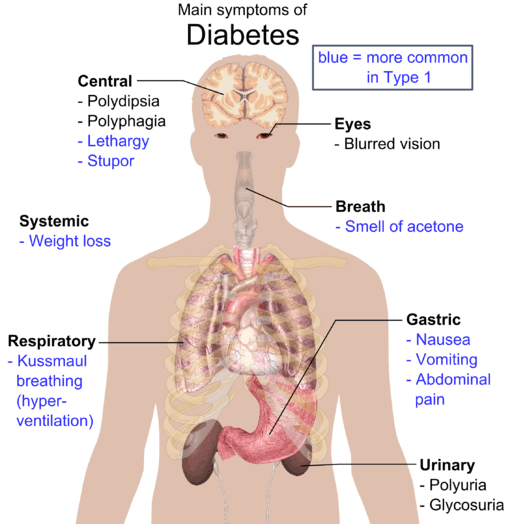 Main symptoms of
Diabetes
blue = more common
in Type 1
Central
- Polydipsia
- Polyphagia
- Lethargy
- Stupor
Eyes
- Blurred vision
Breath
- Smell of acetone
Systemic
- Weight loss
Respiratory
- Kussmaul
breathing
(hyper-
ventilation)
Gastric
- Nausea
- Vomiting
- Abdominal
pain
Urinary
- Polyuria
- Glycosuria